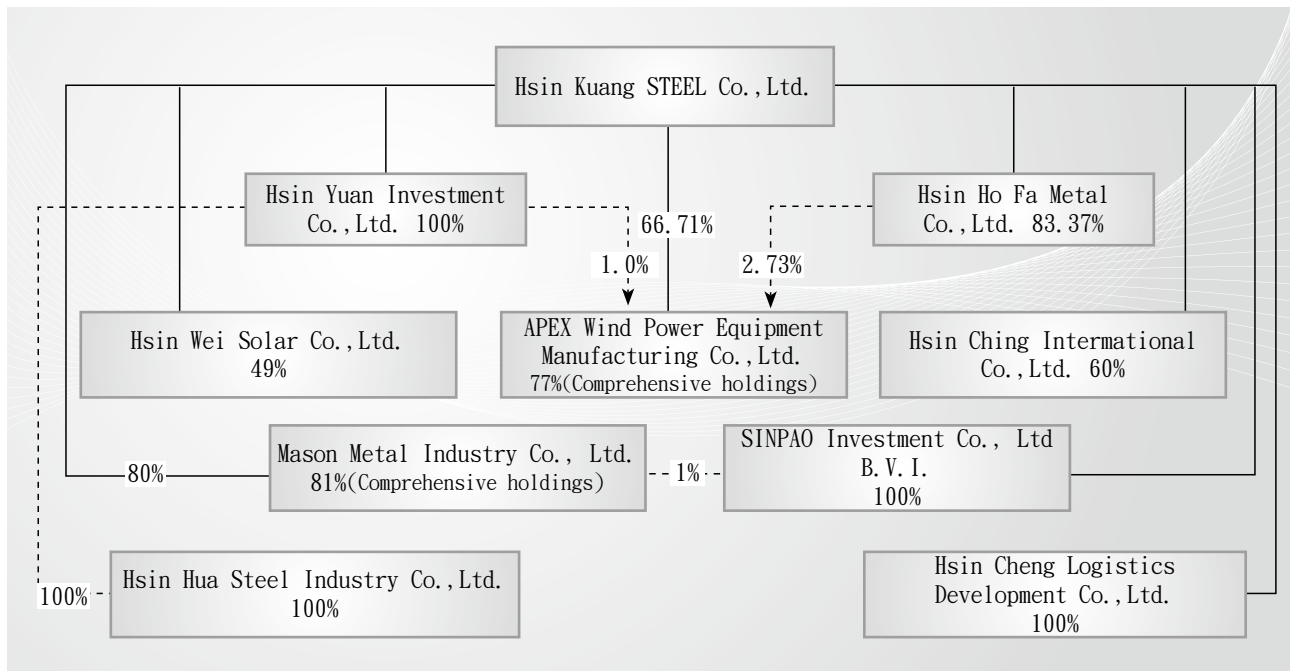 Hsin Kuang STEEL Co.,Ltd.
Hsin Yuan Investment
Co.,Ltd. 100%
Hsin Ho Fa Metal
Co.,Ltd. 83.37%
66.71%
1.0%
2.73%
Hsin Wei Solar Co.,Ltd.
49%
APEX Wind Power Equipment
Manufacturing Co.,Ltd.
77%(Comprehensive holdings)
Hsin Ching Intermational
Co.,Ltd. 60%
80%
Mason Metal Industry Co., Ltd.
81%(Comprehensive holdings)
1%
SINPAO Investment Co., Ltd
B.V.I.
100%
100%
Hsin Hua Steel Industry Co.,Ltd.
100%
Hsin Cheng Logistics
Development Co.,Ltd.
100%